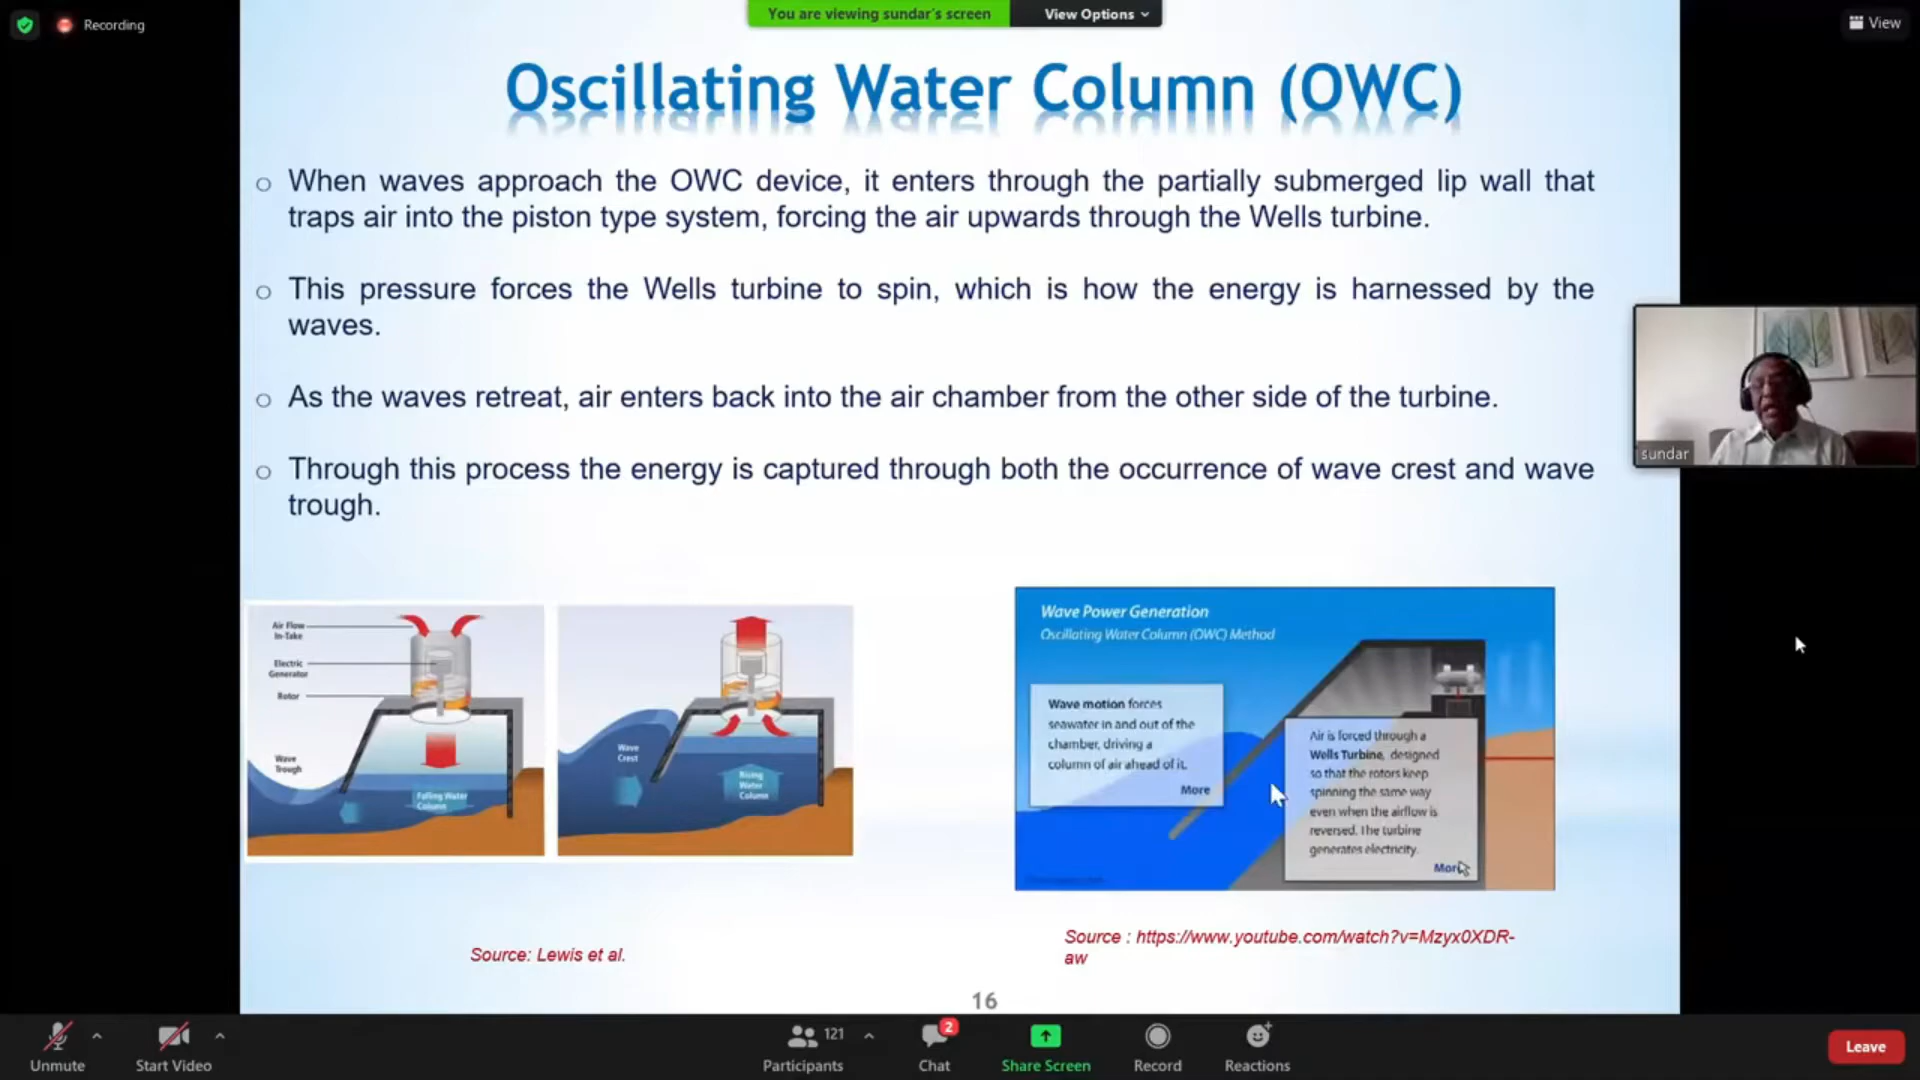 Recording
You are viewing sundar's screen
View Options
View
Oscillating Water Column (OWC)
o When waves approach the OWC device, it enters through the partially submerged lip wall that
traps air into the piston type system, forcing the air upwards through the Wells turbine.
o This pressure forces the Wells turbine to spin, which is how the energy is harnessed by the
waves.
o As the waves retreat, air enters back into the air chamber from the other side of the turbine.
o Through this process the energy is captured through both the occurrence of wave crest and wave
trough.
sundar
Air Flow
In-Take
Electric
Generator
Rotor
Wave
Trough
Falling Water
Column
Wave
Crest
Rising
Water
Column
Wave Power Generation
Oscillating Water Column (OWC) Method
Wave motion forces
seawater in and out of the
chamber, driving a
column of air ahead of it.
More
Air is forced through a
Wells Turbine, designed
so that the rotors keep
spinning the same way
even when the airflow is
reversed. The turbine
generates electricity.
More
Source: Lewis et al.
Source : https://www.youtube.com/watch?v=Mzyx0XDR-
aw
16
Unmute
Start Video
121
Participants
2
Chat
Share Screen
Record
Reactions
Leave